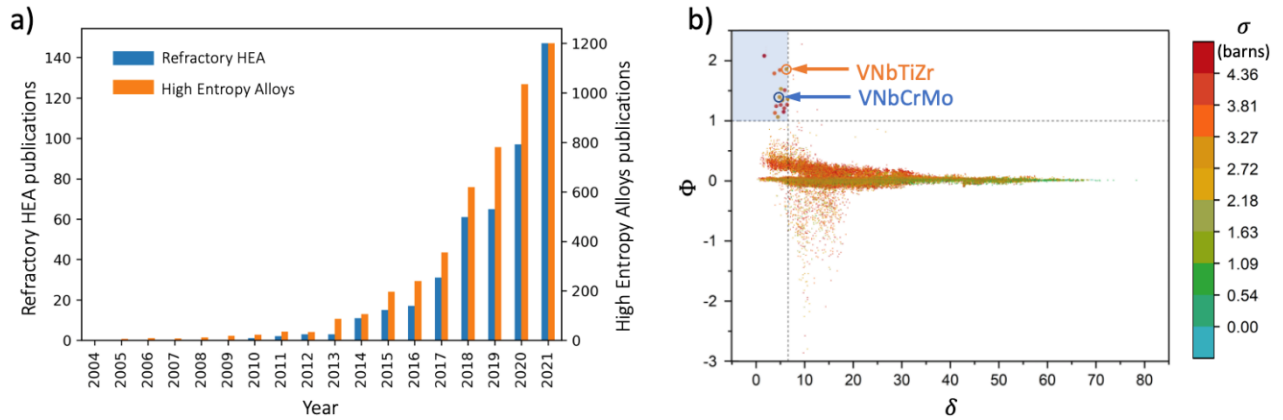 a)
Refractory HEA
High Entropy Alloys
Refractory HEA publications
140
120
100
80
60
40
20
0
High Entropy Alloys publications
1200
1000
800
600
400
200
0
2004 2005 2006 2007 2008 2009 2010 2011 2012 2013 2014 2015 2016 2017 2018 2019 2020 2021
Year
b)
VNbTiZr
VNbCrMo
Φ
2
1
0
-1
-2
-3
0 10 20 30 40 50 60 70 80
δ
σ
(barns)
4.36
3.81
3.27
2.72
2.18
1.63
1.09
0.54
0.00